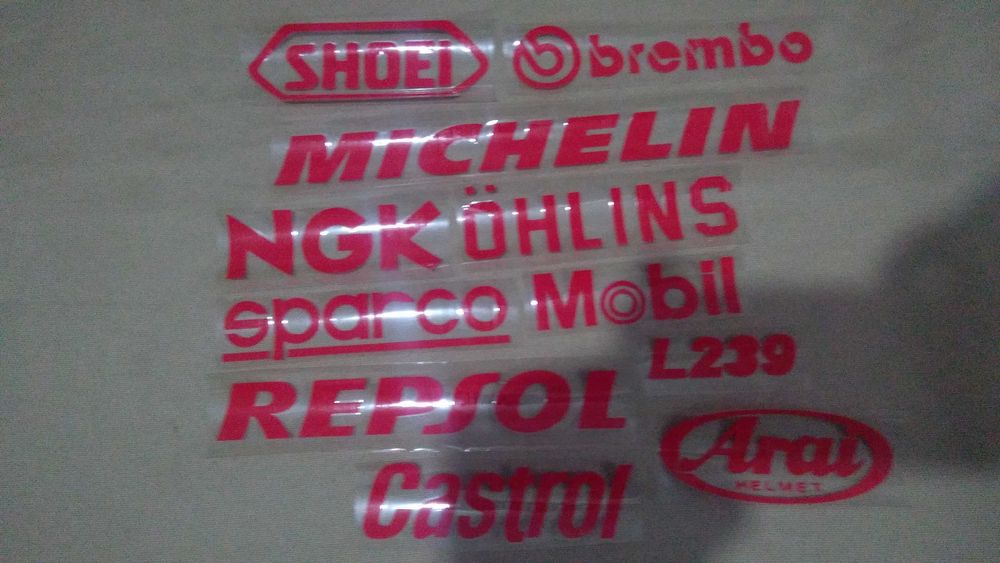 SHOEI brembo
MICHELIN
NGK ÖHLINS
sparco Mobil
L239
REPSOL
Arai
HELMET
Castrol